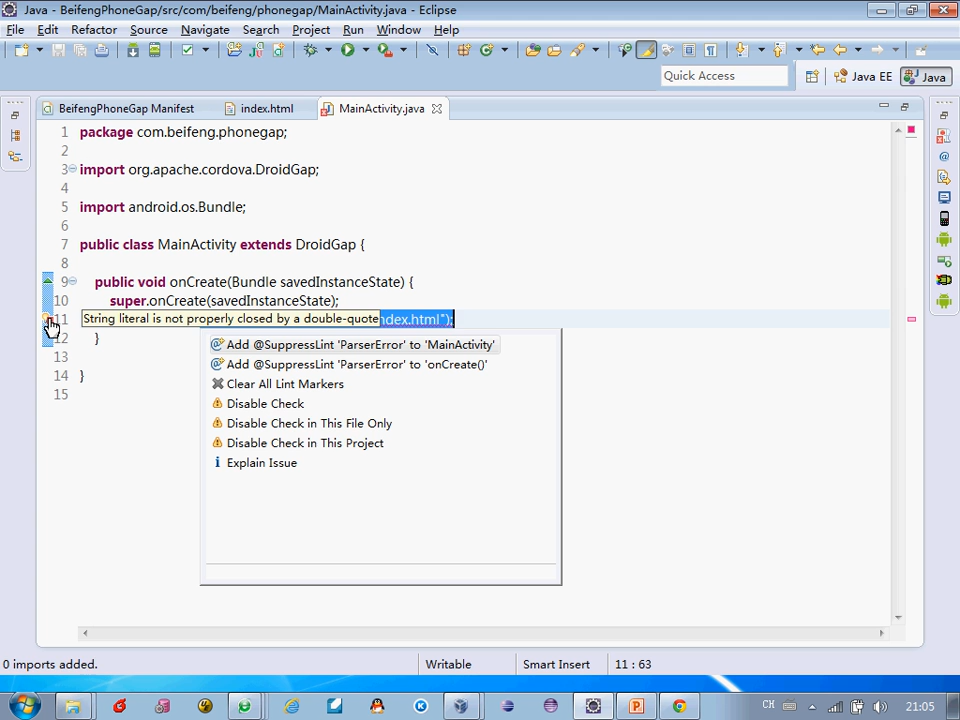 Java - BeifengPhoneGap/src/com/beifeng/phonegap/MainActivity.java - Eclipse
File Edit Refactor Source Navigate Search Project Run Window Help
Quick Access
Java EE
Java
BeifengPhoneGap Manifest
index.html
MainActivity.java
1 package com.beifeng.phonegap;
2
3 import org.apache.cordova.DroidGap;
4
5 import android.os.Bundle;
6
7 public class MainActivity extends DroidGap {
8
9 public void onCreate(Bundle savedInstanceState) {
10 super.onCreate(savedInstanceState);
11 String literal is not properly closed by a double-quote ndex.html");
12 }
13
14 }
15
Add @SuppressLint 'ParserError' to 'MainActivity'
Add @SuppressLint 'ParserError' to 'onCreate()'
Clear All Lint Markers
Disable Check
Disable Check in This File Only
Disable Check in This Project
Explain Issue
0 imports added.
Writable
Smart Insert
11 : 63
CH
21:05